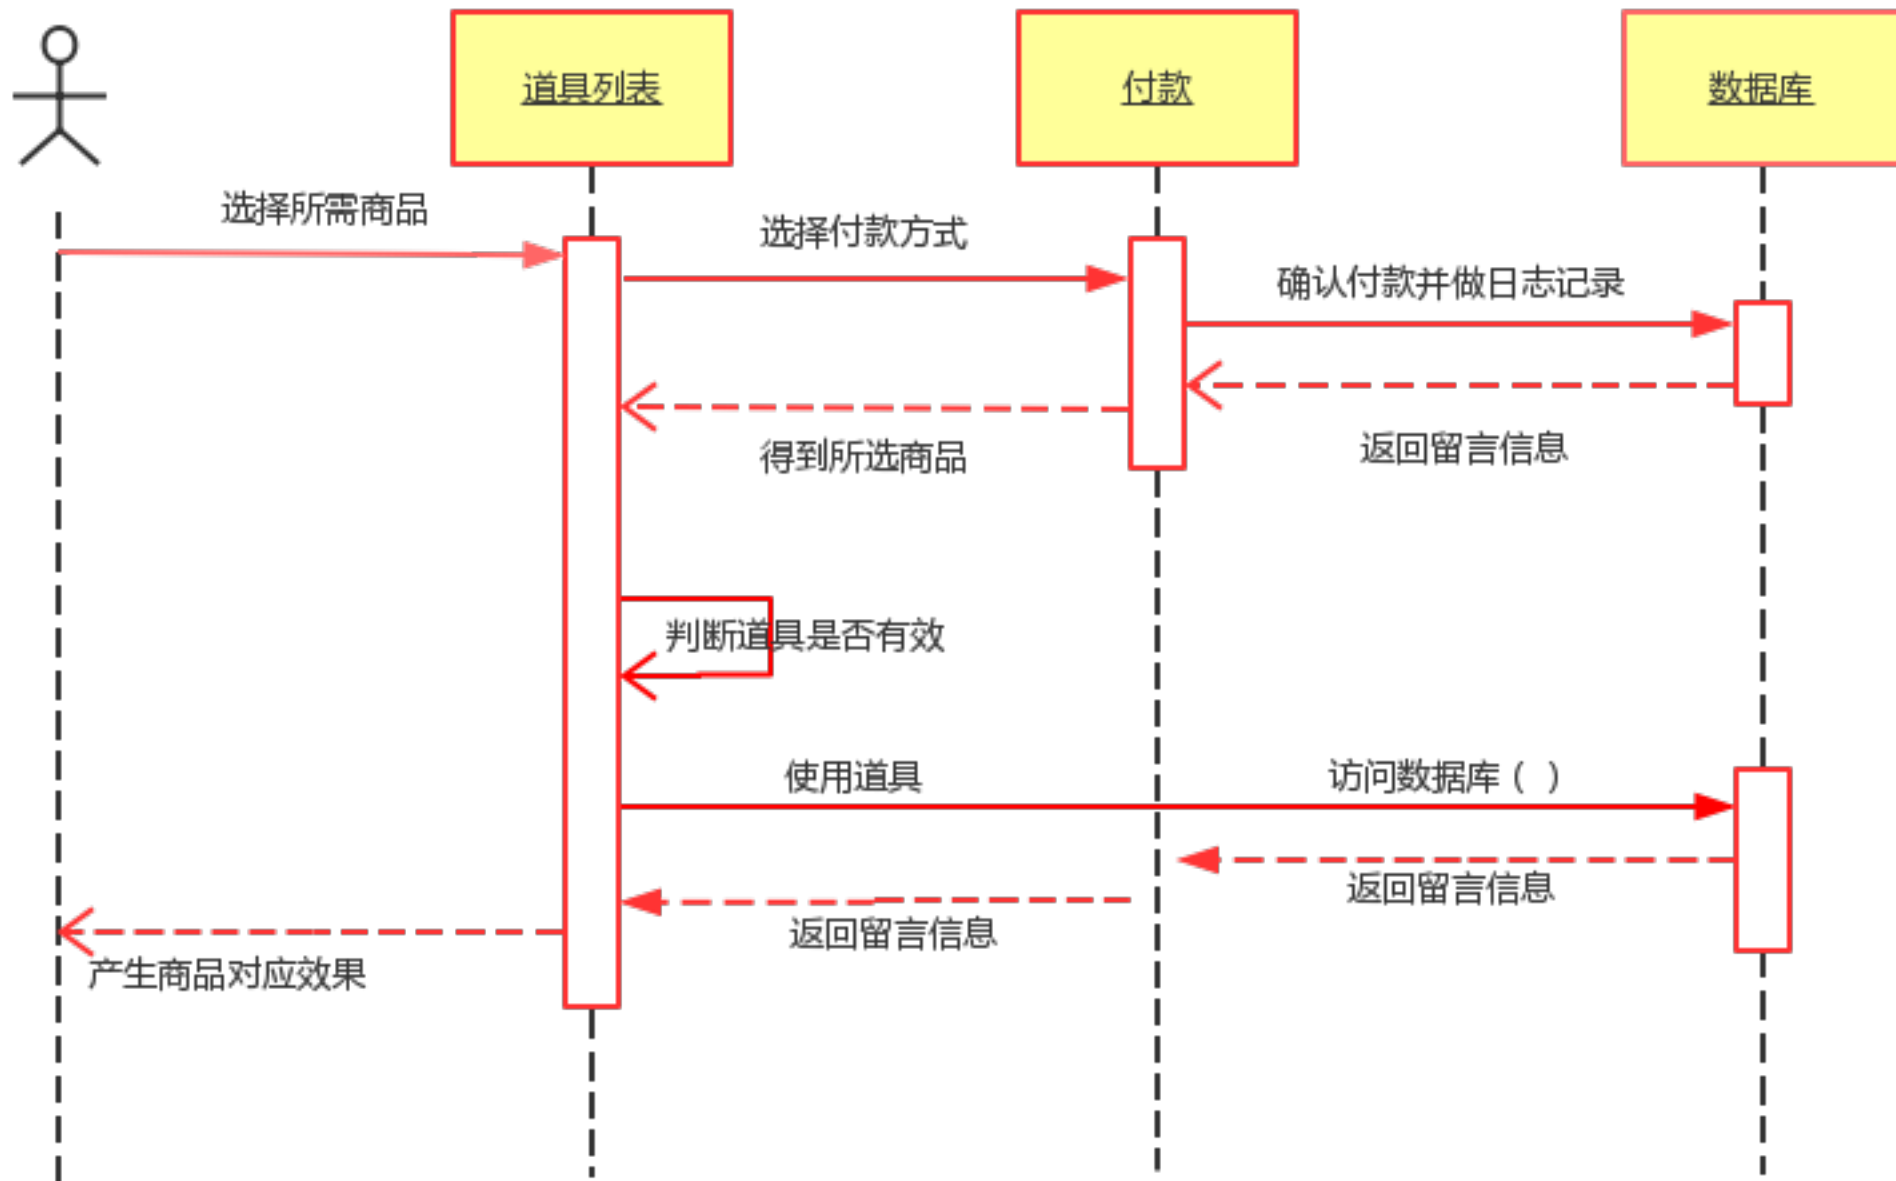 道具列表
付款
数据库
选择所需商品
选择付款方式
确认付款并做日志记录
返回留言信息
得到所选商品
判断道具是否有效
使用道具
访问数据库（ ）
返回留言信息
返回留言信息
产生商品对应效果